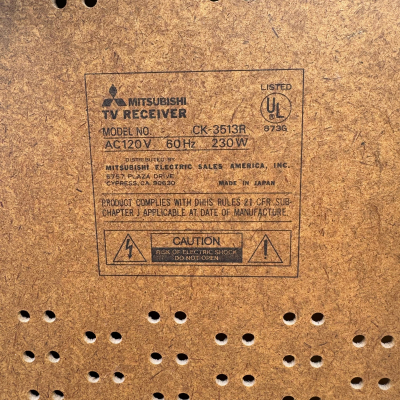 LISTED
UL
MITSUBISHI
TV RECEIVER
873G
MODEL NO. CK-3513R
AC120V 60Hz 230W
DISTRIBUTED BY
MITSUBISHI ELECTRIC SALES AMERICA, INC.
5757 PLAZA DRIVE
CYPRESS, CA 90630 MADE IN JAPAN
PRODUCT COMPLIES WITH DHHS RULES 21 CFR SUB-
CHAPTER J APPLICABLE AT DATE OF MANUFACTURE.
CAUTION
RISK OF ELECTRIC SHOCK
DO NOT OPEN